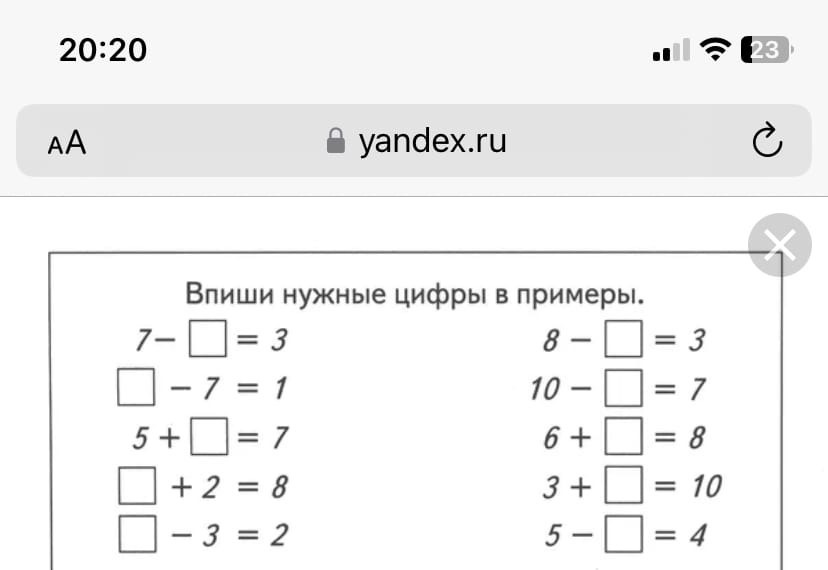 20:20
23
AA
yandex.ru
Впиши нужные цифры в примеры.
7− □ = 3
□ − 7 = 1
5 + □ = 7
□ + 2 = 8
□ − 3 = 2
8 − □ = 3
10 − □ = 7
6 + □ = 8
3 + □ = 10
5 − □ = 4